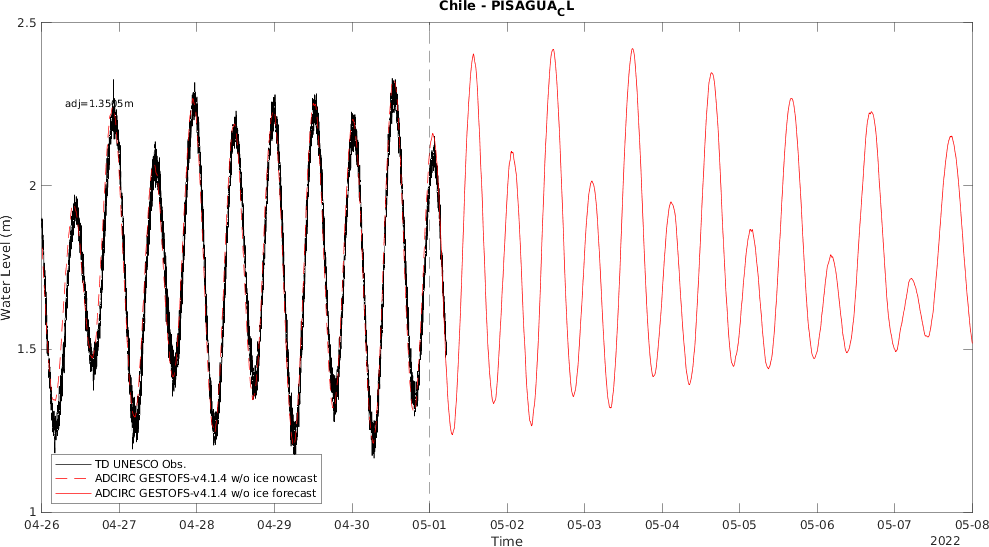 Chile - PISAGUA_CL
2.5
adj=1.3505m
2
Water Level (m)
1.5
TD UNESCO Obs.
ADCIRC GESTOFS-v4.1.4 w/o ice nowcast
ADCIRC GESTOFS-v4.1.4 w/o ice forecast
1
04-26 04-27 04-28 04-29 04-30 05-01 05-02 05-03 05-04 05-05 05-06 05-07 05-08
Time
2022